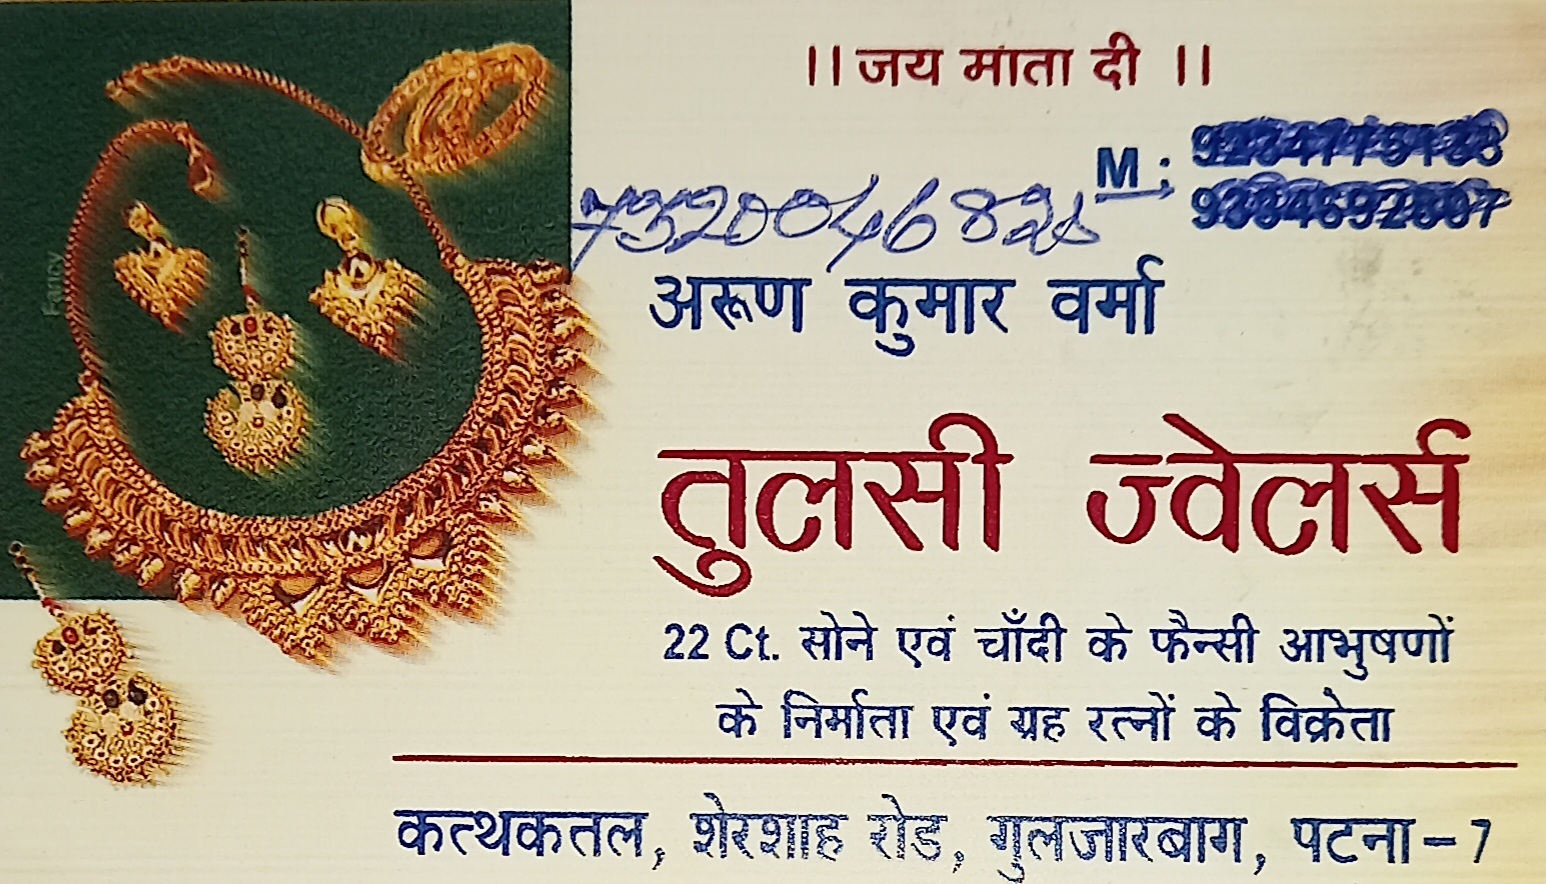 ।। जय माता दी ।।
M :
अरूण कुमार वर्मा
तुलसी ज्वेलर्स
22 Ct. सोने एवं चाँदी के फैन्सी आभुषणों
के निर्माता एवं ग्रह रत्नों के विक्रेता
कत्थकतल, शेरशाह रोड, गुलजारबाग, पटना-7
Fancy